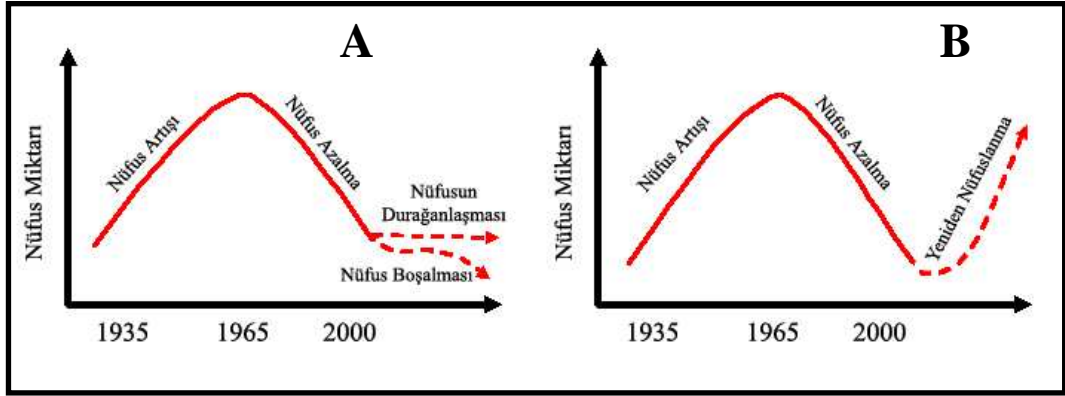 A
Nüfus Miktarı
Nüfus Artışı
Nüfus Azalma
Nüfusun
Durağanlaşması
Nüfus Boşalması
1935 1965 2000
B
Nüfus Miktarı
Nüfus Artışı
Nüfus Azalma
Yeniden Nüfuslanma
1935 1965 2000